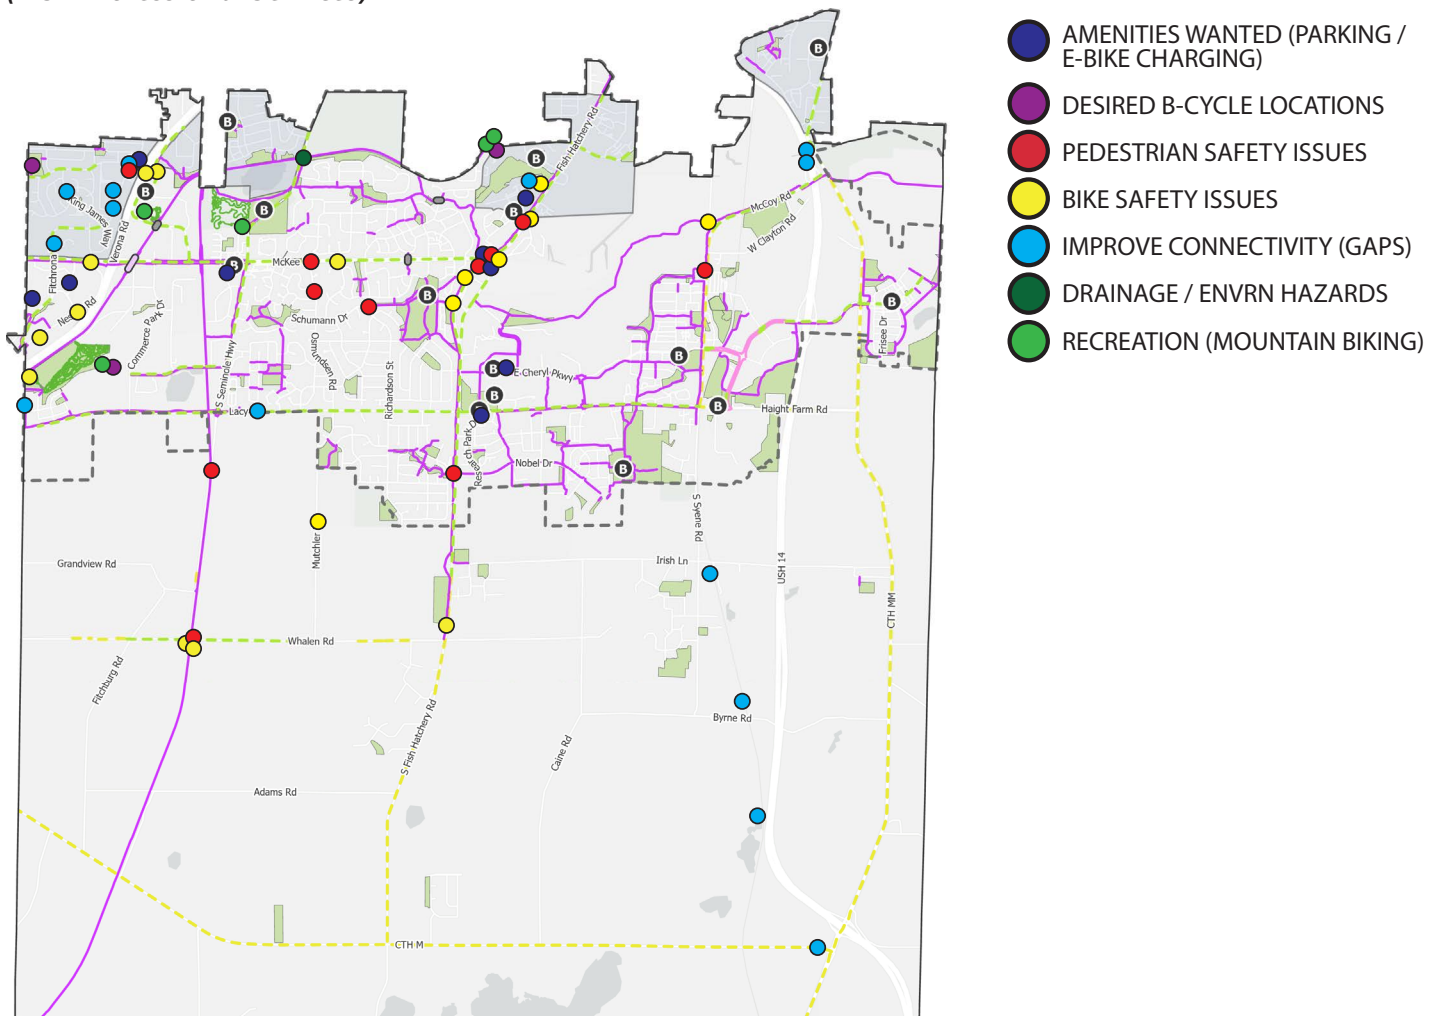 AMENITIES WANTED (PARKING /
E-BIKE CHARGING)
DESIRED B-CYCLE LOCATIONS
PEDESTRIAN SAFETY ISSUES
BIKE SAFETY ISSUES
IMPROVE CONNECTIVITY (GAPS)
DRAINAGE / ENVRN HAZARDS
RECREATION (MOUNTAIN BIKING)
B
B
B
Fish Hatchery Rd
B
King James Way
Verona Rd
B
B
McCoy Rd
W Clayton Rd
Fitchrona
B
McKee
B
B
Schumann Dr
Commerce Park Dr
Osmundsen Rd
Frisee Dr
S Seminole Hwy
Richardson St
B
B
E Cheryl Pkwy
B
B
Lacy
Haight Farm Rd
Research Park Dr
Nobel Dr
B
S Syene Rd
Mutchler
Grandview Rd
Irish Ln
USH 14
CTH MM
Whalen Rd
Fitchburg Rd
S Fish Hatchery Rd
Byrne Rd
Caine Rd
Adams Rd
CTH M